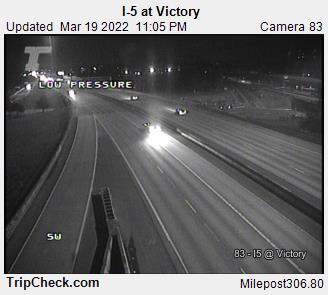 I-5 at Victory
Updated Mar 19 2022 11:05 PM Camera 83
LOW PRESSURE
SW
83 - I5 @ Victory
TripCheck.com Milepost306.80